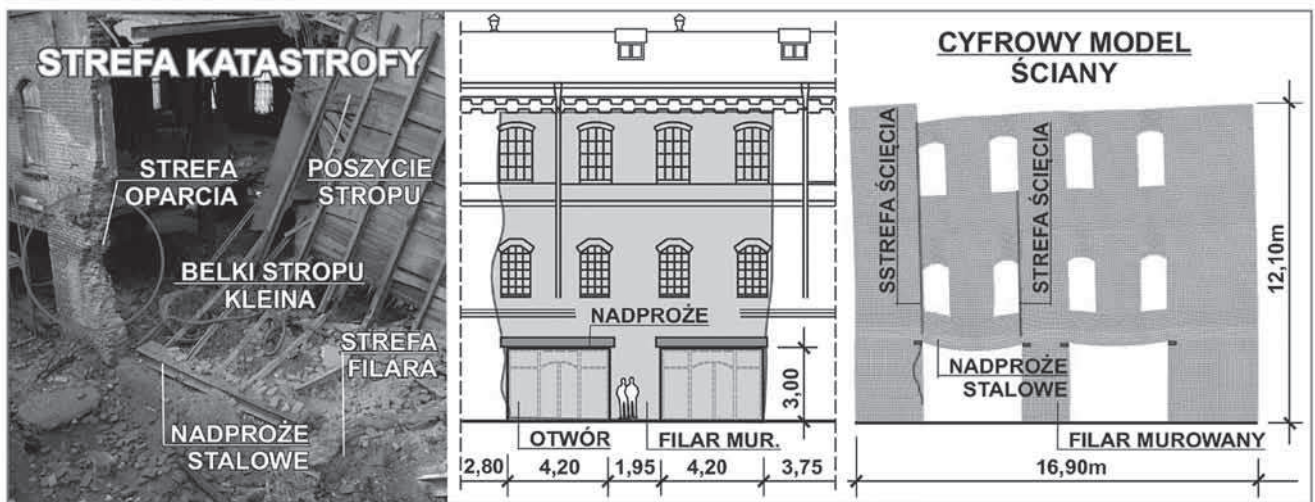 STREFA KATASTROFY
STREFA
OPARCIA
POSZYCIE
STROPU
BELKI STROPU
KLEINA
STREFA
FILARA
NADPROŻE
STALOWE
NADPROŻE
3,00
OTWÓR
FILAR MUR.
2,80
4,20
1,95
4,20
3,75
CYFROWY MODEL
ŚCIANY
SSTREFA ŚCIĘCIA
STREFA ŚCIĘCIA
12,10m
NADPROŻE
STALOWE
FILAR MUROWANY
16,90m